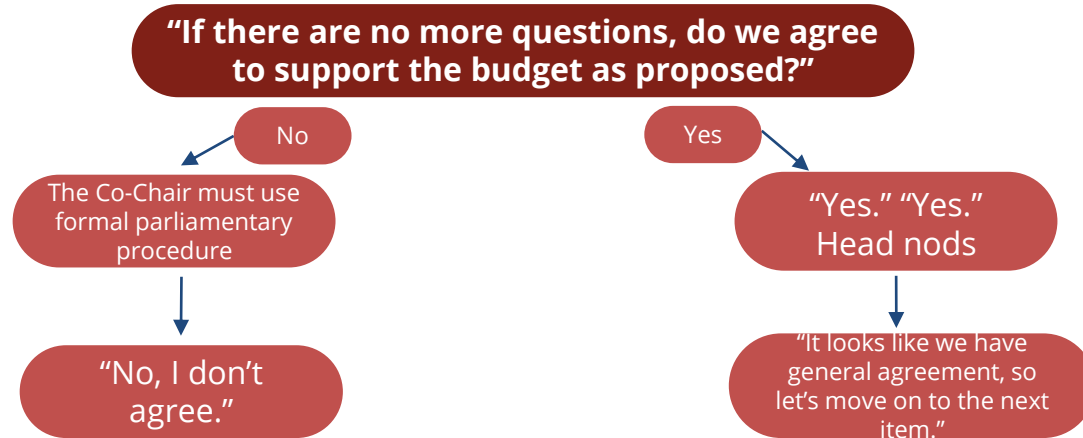 “If there are no more questions, do we agree
to support the budget as proposed?”
No
Yes
The Co-Chair must use
formal parliamentary
procedure
“Yes.” “Yes.”
Head nods
“No, I don’t
agree.”
“It looks like we have
general agreement, so
let’s move on to the next
item.”